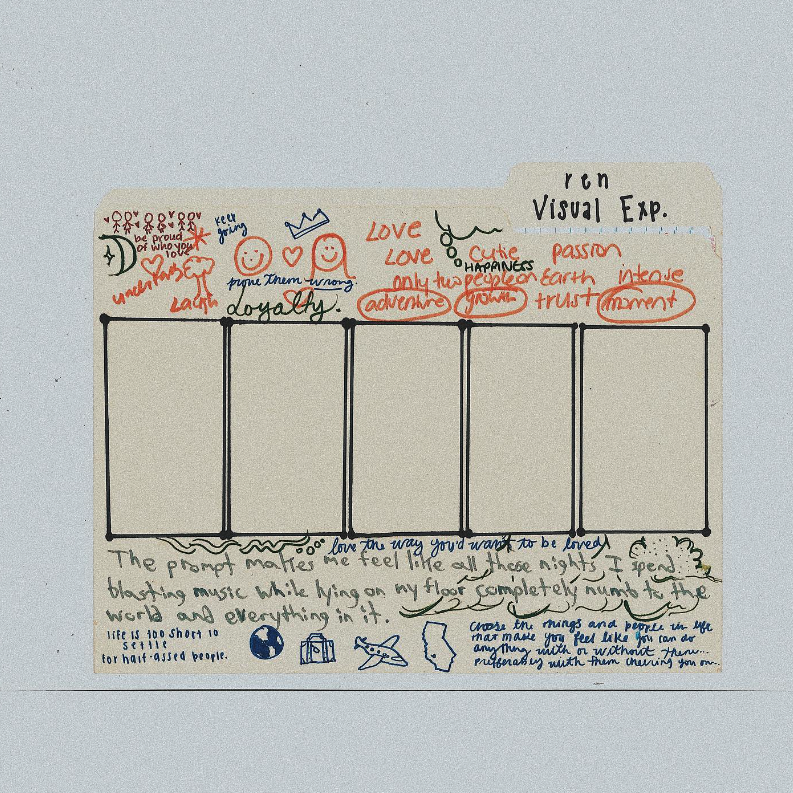 ren
Visual Exp.
keep
going
be proud
of who you
love
Love
Love cutie passion
HAPPINESS
only two people on Earth intense
prove them wrong
Laugh
Loyalty.
adventure growth trust moment
love the way you'd want to be loved
The prompt makes me feel like all those nights I spend
blasting music while lying on my floor completely numb to the
world and everything in it.
life is too short to
settle
for half-assed people.
choose the things and people in life
that make you feel like you can do
anything with or without them...
preferably with them cheering you on...